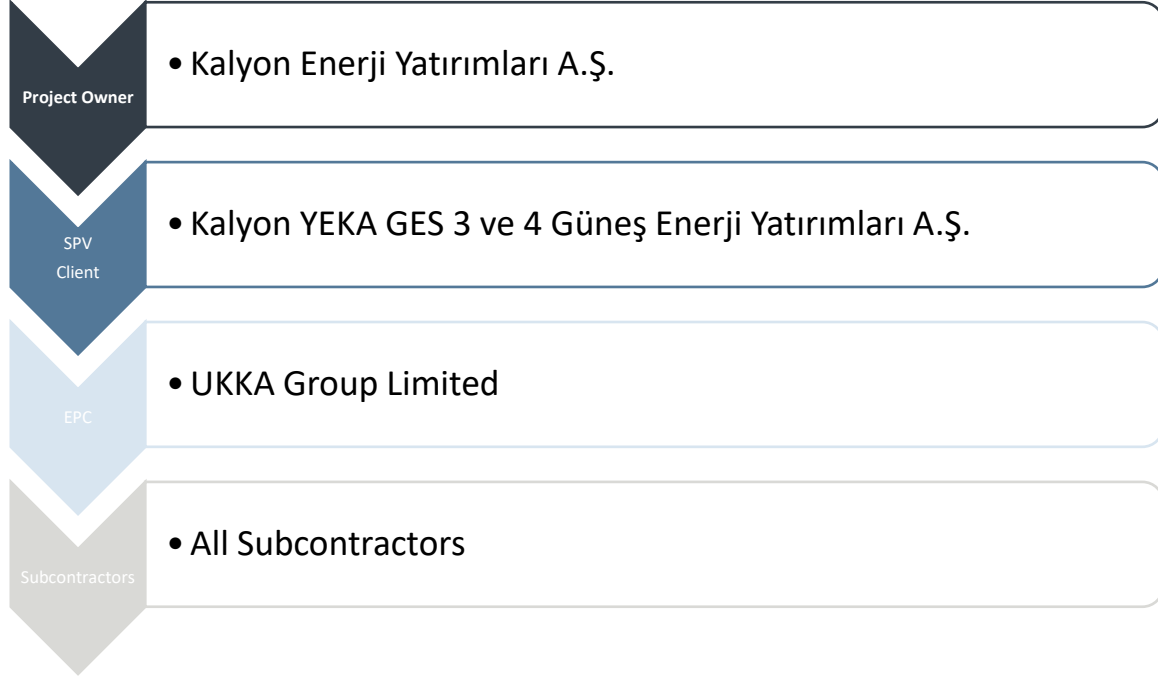 Project Owner
• Kalyon Enerji Yatırımları A.Ş.
SPV
Client
• Kalyon YEKA GES 3 ve 4 Güneş Enerji Yatırımları A.Ş.
EPC
• UKKA Group Limited
Subcontractors
• All Subcontractors